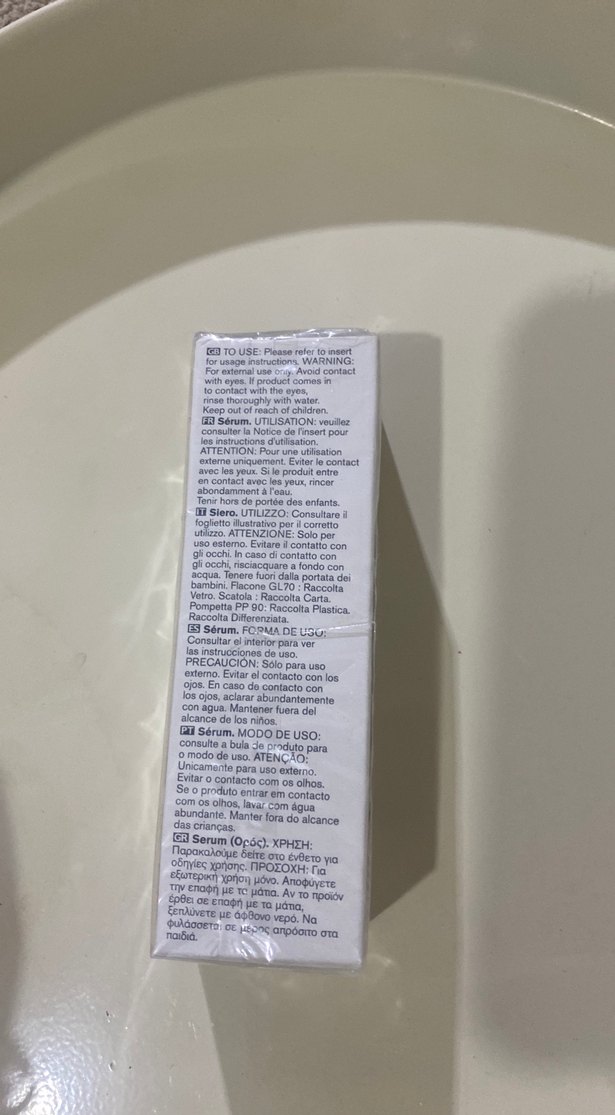 GB TO USE: Please refer to insert
for usage instructions. WARNING:
For external use only. Avoid contact
with eyes. If product comes in
to contact with the eyes,
rinse thoroughly with water.
Keep out of reach of children.
FR Sérum. UTILISATION: veuillez
consulter la Notice de l'insert pour
les instructions d'utilisation.
ATTENTION: Pour une utilisation
externe uniquement. Eviter le contact
avec les yeux. Si le produit entre
en contact avec les yeux, rincer
abondamment à l'eau.
Tenir hors de portée des enfants.
IT Siero. UTILIZZO: Consultare il
foglietto illustrativo per il corretto
utilizzo. ATTENZIONE: Solo per
uso esterno. Evitare il contatto con
gli occhi. In caso di contatto con
gli occhi, risciacquare a fondo con
acqua. Tenere fuori dalla portata dei
bambini. Flacone GL70 : Raccolta
Vetro. Scatola : Raccolta Carta.
Pompetta PP 90: Raccolta Plastica.
Raccolta Differenziata.
ES Sérum. FORMA DE USO:
Consultar el interior para ver
las instrucciones de uso.
PRECAUCIÓN: Sólo para uso
externo. Evitar el contacto con los
ojos. En caso de contacto con
los ojos, aclarar abundantemente
con agua. Mantener fuera del
alcance de los niños.
PT Sérum. MODO DE USO:
consulte a bula de produto para
o modo de uso. ATENÇÃO:
Unicamente para uso externo.
Evitar o contacto com os olhos.
Se o produto entrar em contacto
com os olhos, lavar com água
abundante. Manter fora do alcance
das crianças.
GR Serum (Ορός). ΧΡΗΣΗ:
Παρακαλούμε δείτε στο ένθετο για
οδηγίες χρήσης. ΠΡΟΣΟΧΗ: Για
εξωτερική χρήση μόνο. Αποφύγετε
την επαφή με τα μάτια. Αν το προϊόν
έρθει σε επαφή με τα μάτια,
ξεπλύνετε με άφθονο νερό. Να
φυλάσσεται σε μέρος απρόσιτο στα
παιδιά.